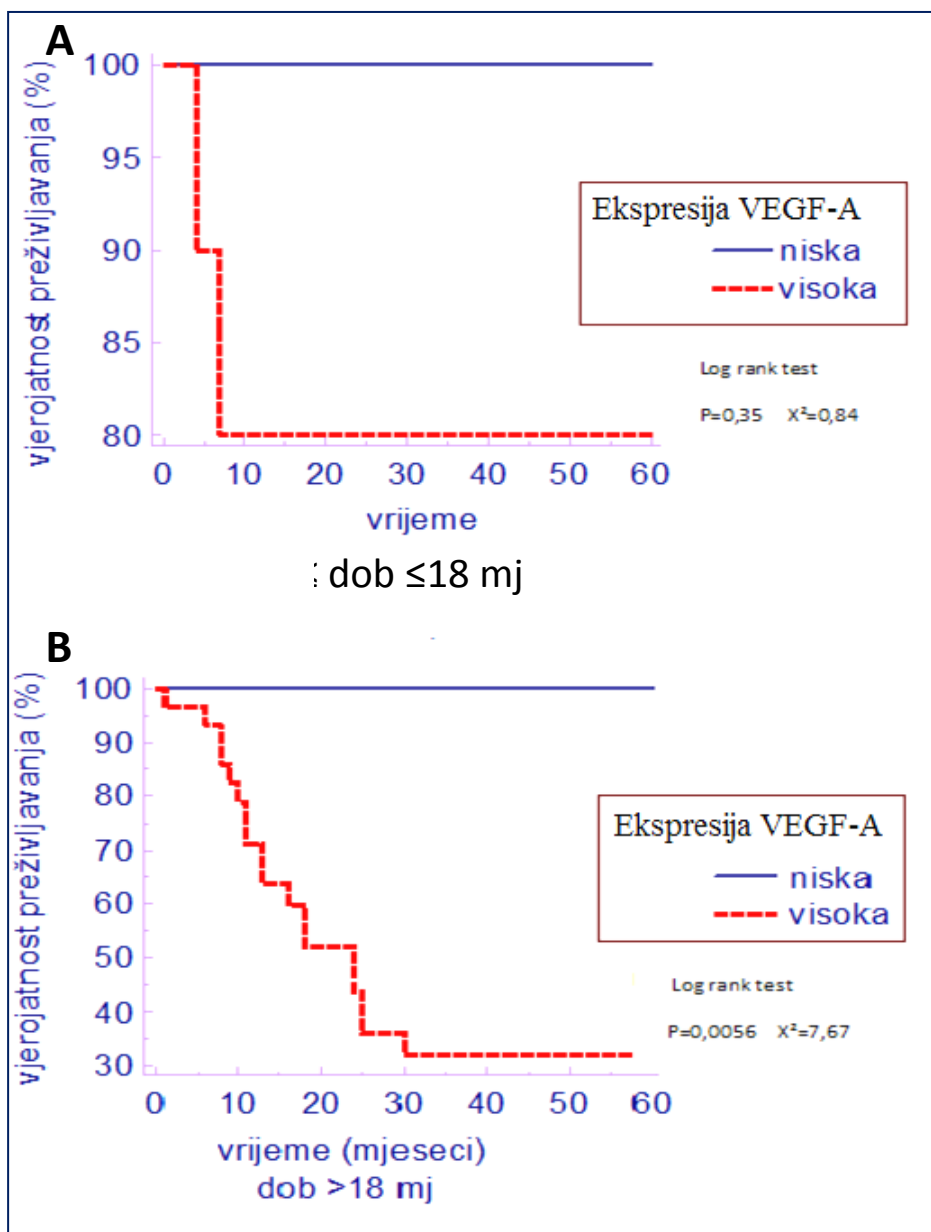 A
vjerojatnost preživljavanja (%)
100
95
90
85
80
0 10 20 30 40 50 60
vrijeme
Ekspresija VEGF-A
niska
visoka
Log rank test
P=0,35 X²=0,84
: dob ≤18 mj
B
vjerojatnost preživljavanja (%)
100
90
80
70
60
50
40
30
0 10 20 30 40 50 60
vrijeme (mjeseci)
dob >18 mj
Ekspresija VEGF-A
niska
visoka
Log rank test
P=0,0056 X²=7,67